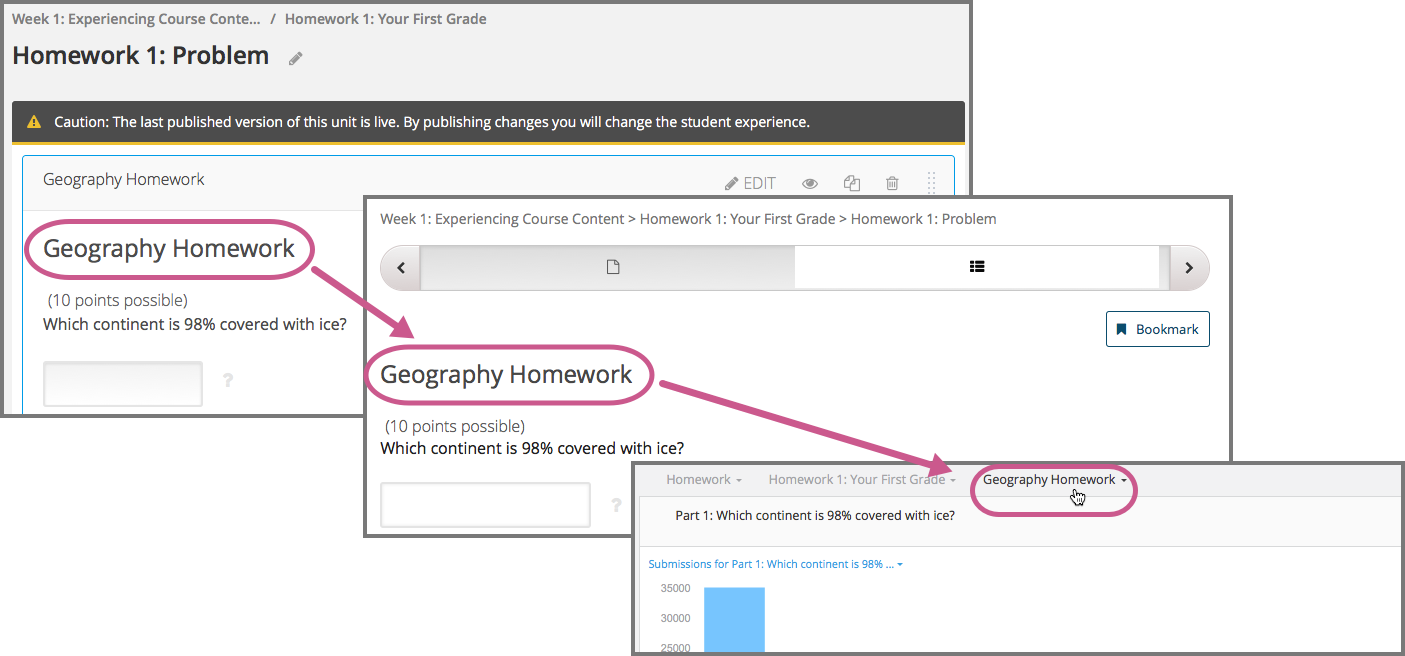 Week 1: Experiencing Course Conte... / Homework 1: Your First Grade
Homework 1: Problem
Caution: The last published version of this unit is live. By publishing changes you will change the student experience.
Geography Homework
EDIT
Geography Homework
(10 points possible)
Which continent is 98% covered with ice?
?
Week 1: Experiencing Course Content > Homework 1: Your First Grade > Homework 1: Problem
Bookmark
Geography Homework
(10 points possible)
Which continent is 98% covered with ice?
?
Homework Homework 1: Your First Grade Geography Homework
Part 1: Which continent is 98% covered with ice?
Submissions for Part 1: Which continent is 98% ...
35000
30000
25000